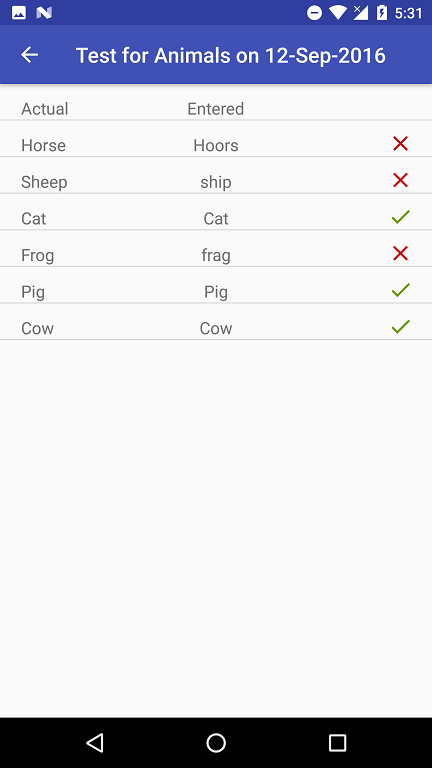 5:31
Test for Animals on 12-Sep-2016
Actual Entered
Horse Hoors
Sheep ship
Cat Cat
Frog frag
Pig Pig
Cow Cow